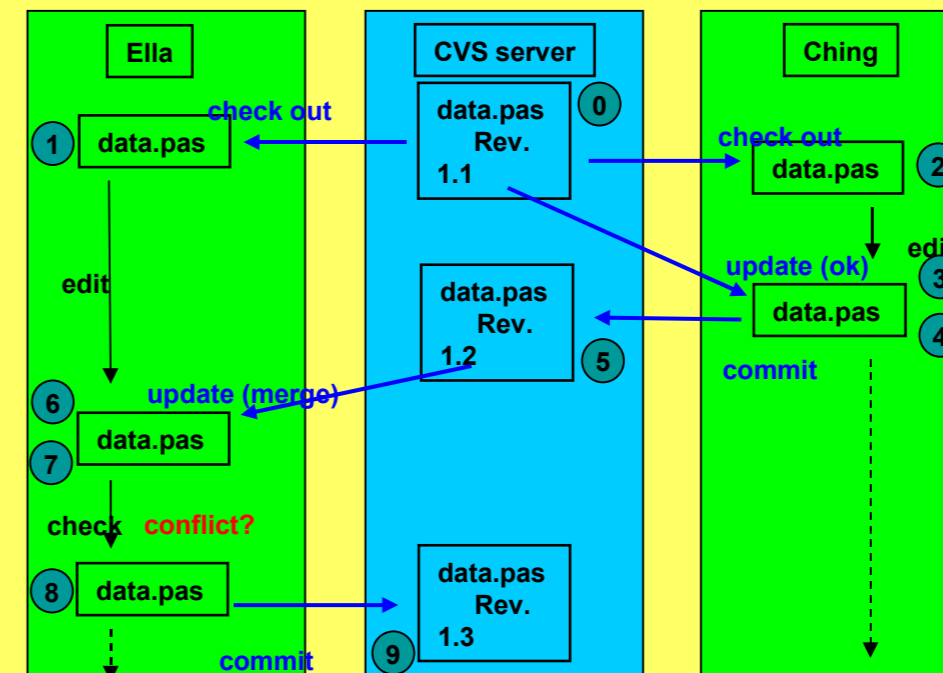 Ella
CVS server
Ching
0
check out
data.pas
Rev.
1.1
1
data.pas
check out
data.pas
2
edit
update (ok)
3
data.pas
Rev.
1.2
data.pas
4
5
commit
6
update (merge)
data.pas
7
check
conflict?
8
data.pas
data.pas
Rev.
1.3
9
commit